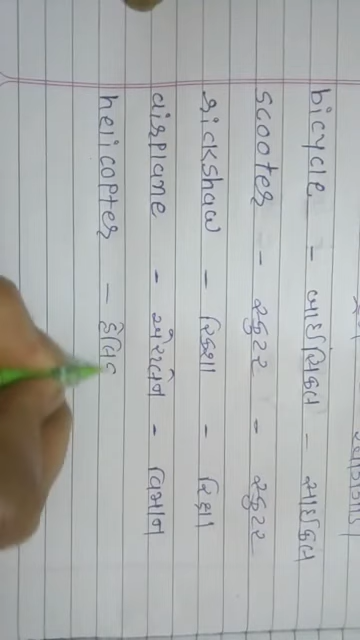 bicycle - બાઇસિકલ - સાઇકલ
scooter - સ્કુટર - સ્કુટર
rickshaw - રિક્શા - રિક્ષા
airplane - એરપ્લેન - વિમાન
helicopter - હેલિક